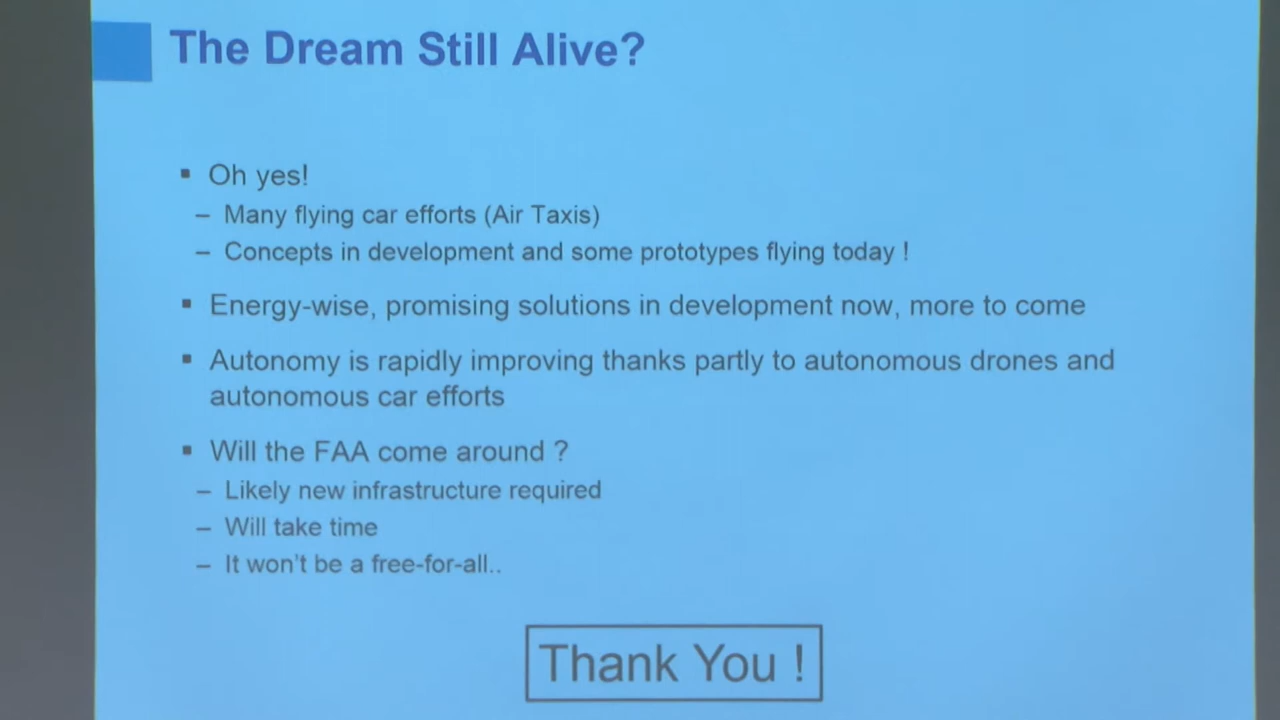 The Dream Still Alive?
▪ Oh yes!
– Many flying car efforts (Air Taxis)
– Concepts in development and some prototypes flying today !
▪ Energy-wise, promising solutions in development now, more to come
▪ Autonomy is rapidly improving thanks partly to autonomous drones and
autonomous car efforts
▪ Will the FAA come around ?
– Likely new infrastructure required
– Will take time
– It won't be a free-for-all..
Thank You !